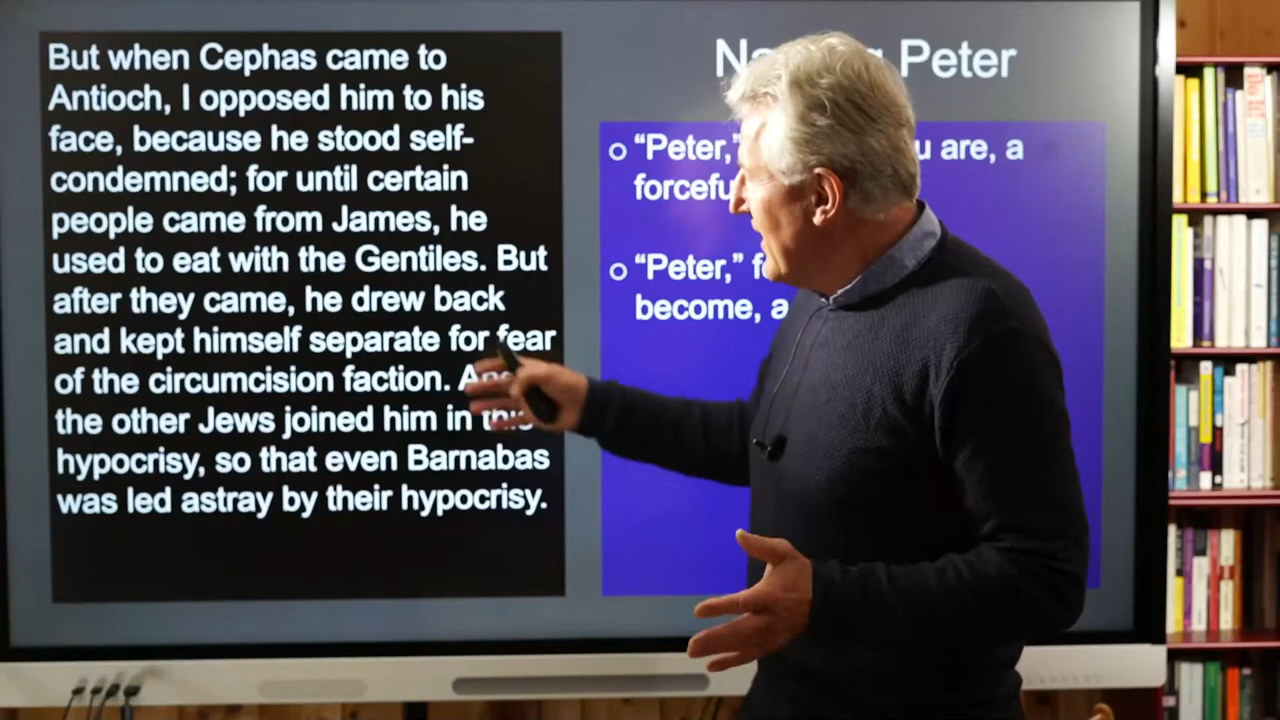 But when Cephas came to
Antioch, I opposed him to his
face, because he stood self-
condemned; for until certain
people came from James, he
used to eat with the Gentiles. But
after they came, he drew back
and kept himself separate for fear
of the circumcision faction. And
the other Jews joined him in this
hypocrisy, so that even Barnabas
was led astray by their hypocrisy.
Peter
“Peter,” are, a
“Peter,”
become, a